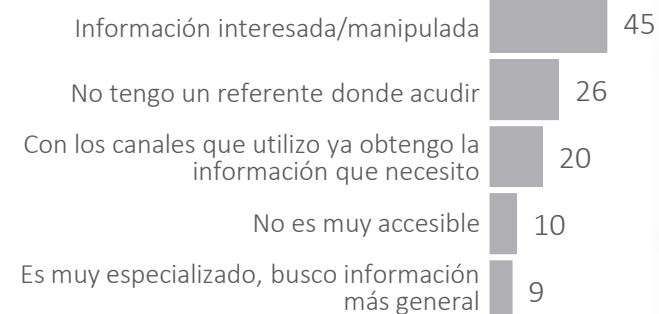 Información interesada/manipulada 45
No tengo un referente donde acudir 26
Con los canales que utilizo ya obtengo la
información que necesito 20
No es muy accesible 10
Es muy especializado, busco información
más general 9